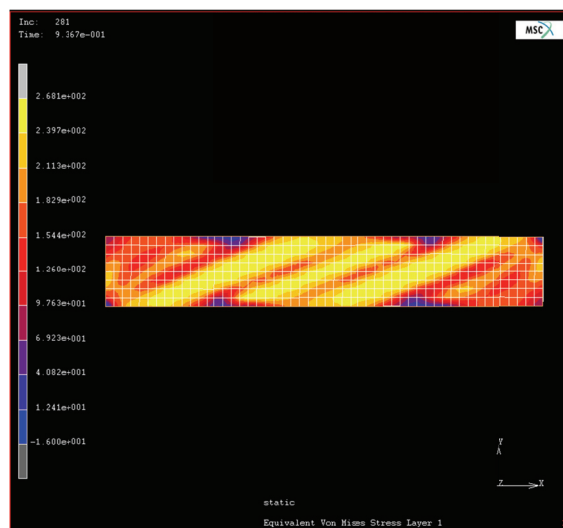 Inc: 281
Time: 9.367e-001
MSC
2.681e+002
2.397e+002
2.113e+002
1.829e+002
1.544e+002
1.260e+002
9.763e+001
6.923e+001
4.082e+001
1.241e+001
-1.600e+001
Y
Z X
static
Equivalent Von Mises Stress Layer 1